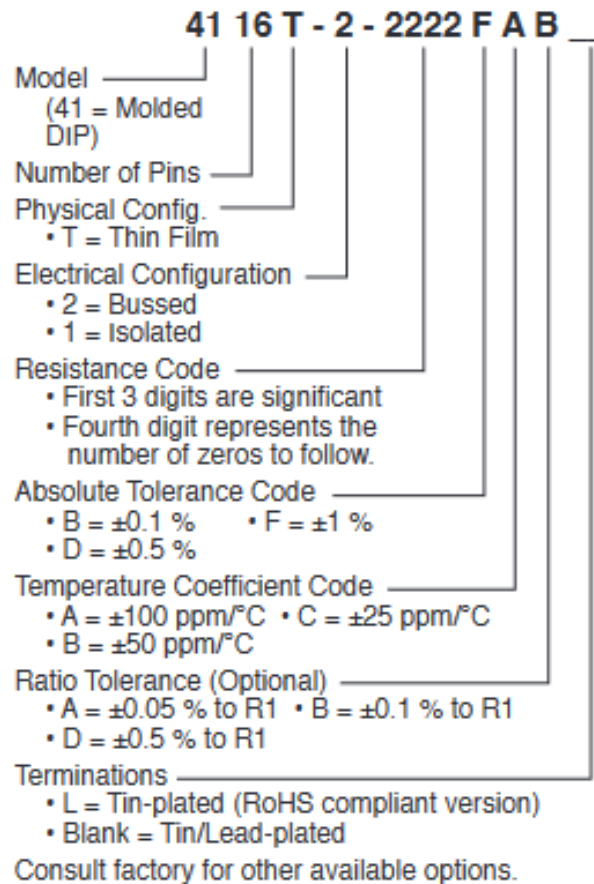 41 16 T - 2 - 2222 F A B __
Model
(41 = Molded
DIP)
Number of Pins
Physical Config.
• T = Thin Film
Electrical Configuration
• 2 = Bussed
• 1 = Isolated
Resistance Code
• First 3 digits are significant
• Fourth digit represents the
number of zeros to follow.
Absolute Tolerance Code
• B = ±0.1 % • F = ±1 %
• D = ±0.5 %
Temperature Coefficient Code
• A = ±100 ppm/°C • C = ±25 ppm/°C
• B = ±50 ppm/°C
Ratio Tolerance (Optional)
• A = ±0.05 % to R1 • B = ±0.1 % to R1
• D = ±0.5 % to R1
Terminations
• L = Tin-plated (RoHS compliant version)
• Blank = Tin/Lead-plated
Consult factory for other available options.